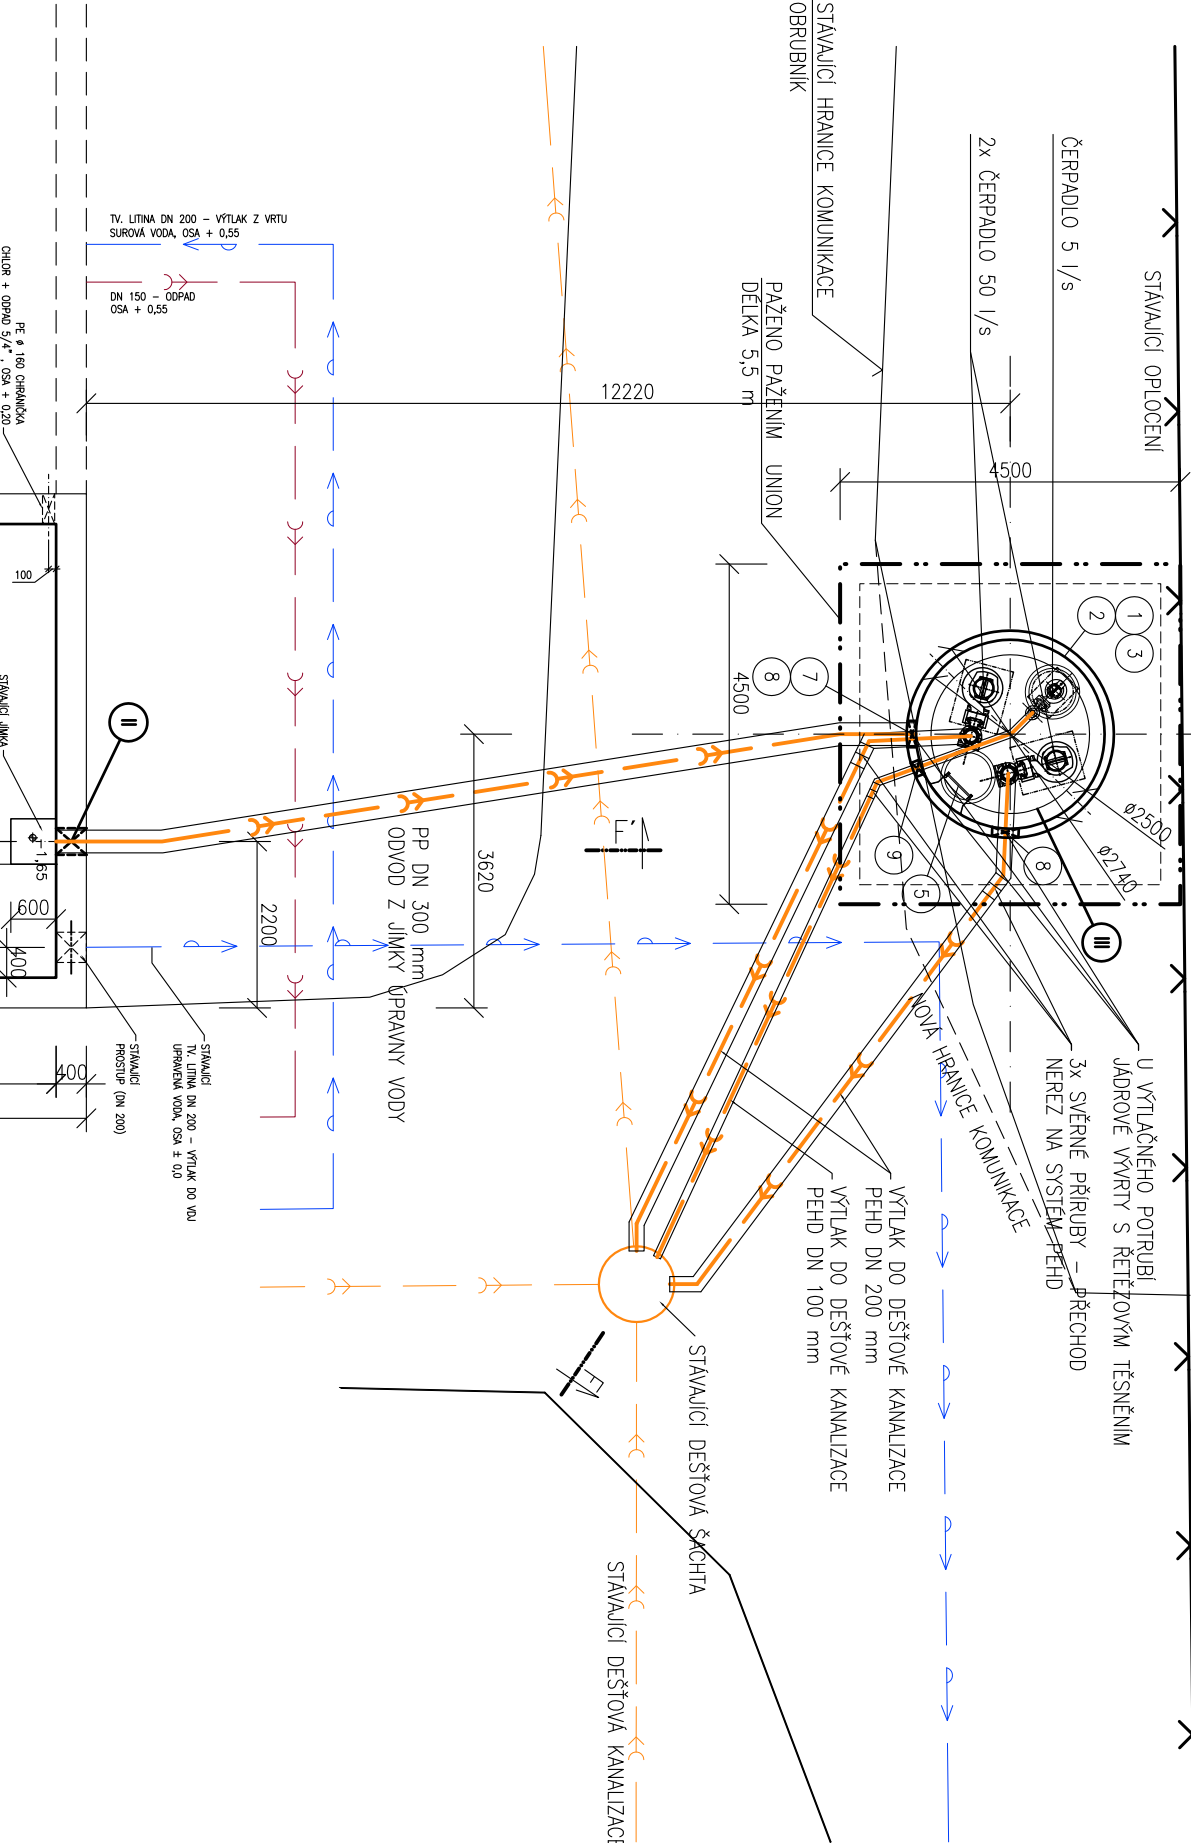 STÁVAJÍCÍ OPLOCENÍ
ČERPADLO 5 l/s
2x ČERPADLO 50 l/s
STÁVAJÍCÍ HRANICE KOMUNIKACE
OBRUBNÍK
PAŽENO PAŽENÍM UNION
DÉLKA 5,5 m
TV. LITINA DN 200 – VÝTLAK Z VRTU
SUROVÁ VODA, OSA + 0,55
DN 150 – ODPAD
OSA + 0,55
PE ø 160 CHRÁNIČKA
CHLOR + ODPAD 5/4" , OSA + 0,20
12220
4500
4500
100
1
2
3
7
8
9
5
8
ø2500
ø2740
II
III
STÁVAJÍCÍ JÍMKA
-1,65
600
400
2200
3620
400
F'
PP DN 300 mm
ODVOD Z JÍMKY ÚPRAVNY VODY
STÁVAJÍCÍ
TV. LITINA DN 200 – VÝTLAK DO VDJ
UPRAVENÁ VODA, OSA ± 0,0
STÁVAJÍCÍ
PROSTUP (DN 200)
NOVÁ HRANICE KOMUNIKACE
U VÝTLAČNÉHO POTRUBÍ
JÁDROVÉ VÝVRTY S ŘETĚZOVÝM TĚSNĚNÍM
3x SVĚRNÉ PŘÍRUBY – PŘECHOD
NEREZ NA SYSTÉM PEHD
VÝTLAK DO DEŠŤOVÉ KANALIZACE
PEHD DN 200 mm
VÝTLAK DO DEŠŤOVÉ KANALIZACE
PEHD DN 100 mm
STÁVAJÍCÍ DEŠŤOVÁ ŠACHTA
F
STÁVAJÍCÍ DEŠŤOVÁ KANALIZACE